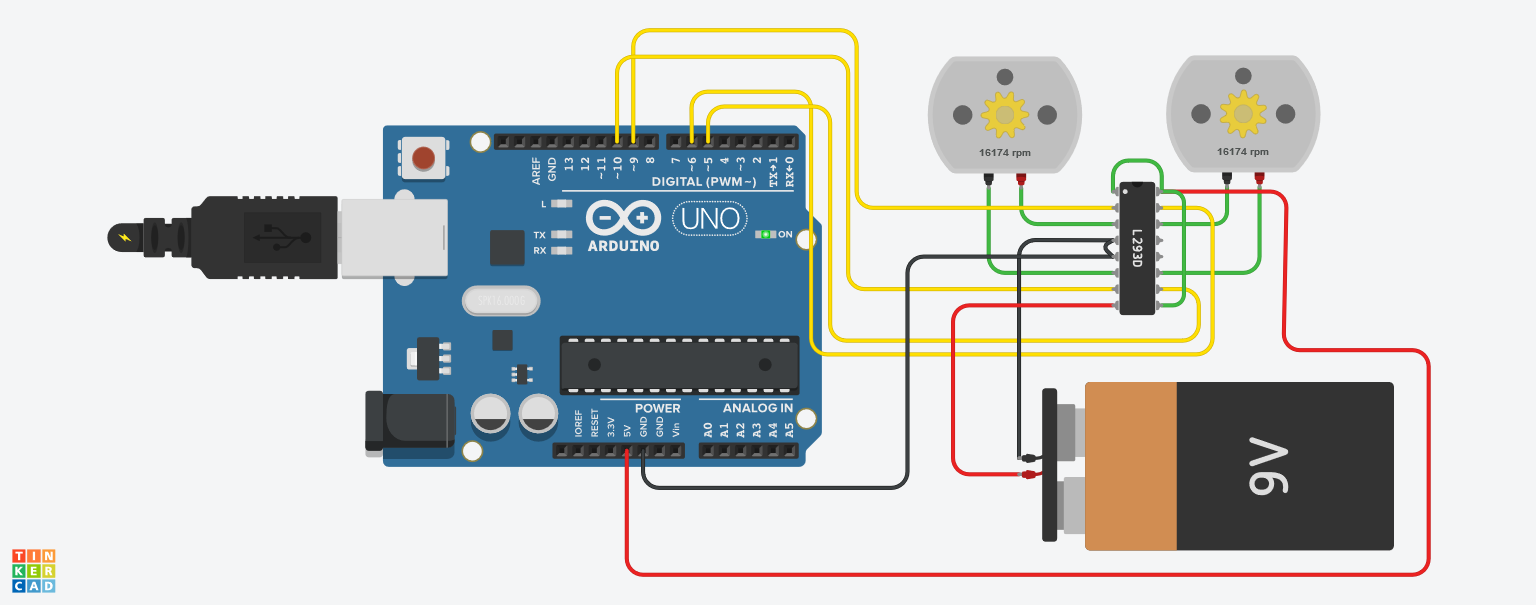 16174 rpm
16174 rpm
AREF
GND
13
12
~11
~10
~9
8
7
~6
~5
4
~3
2
TX→1
RX←0
DIGITAL (PWM~)
L
TX
RX
UNO
ARDUINO
ON
L293D
POWER
ANALOG IN
IOREF
RESET
3.3V
5V
GND
GND
Vin
A0
A1
A2
A3
A4
A5
9V
TIN
KER
CAD